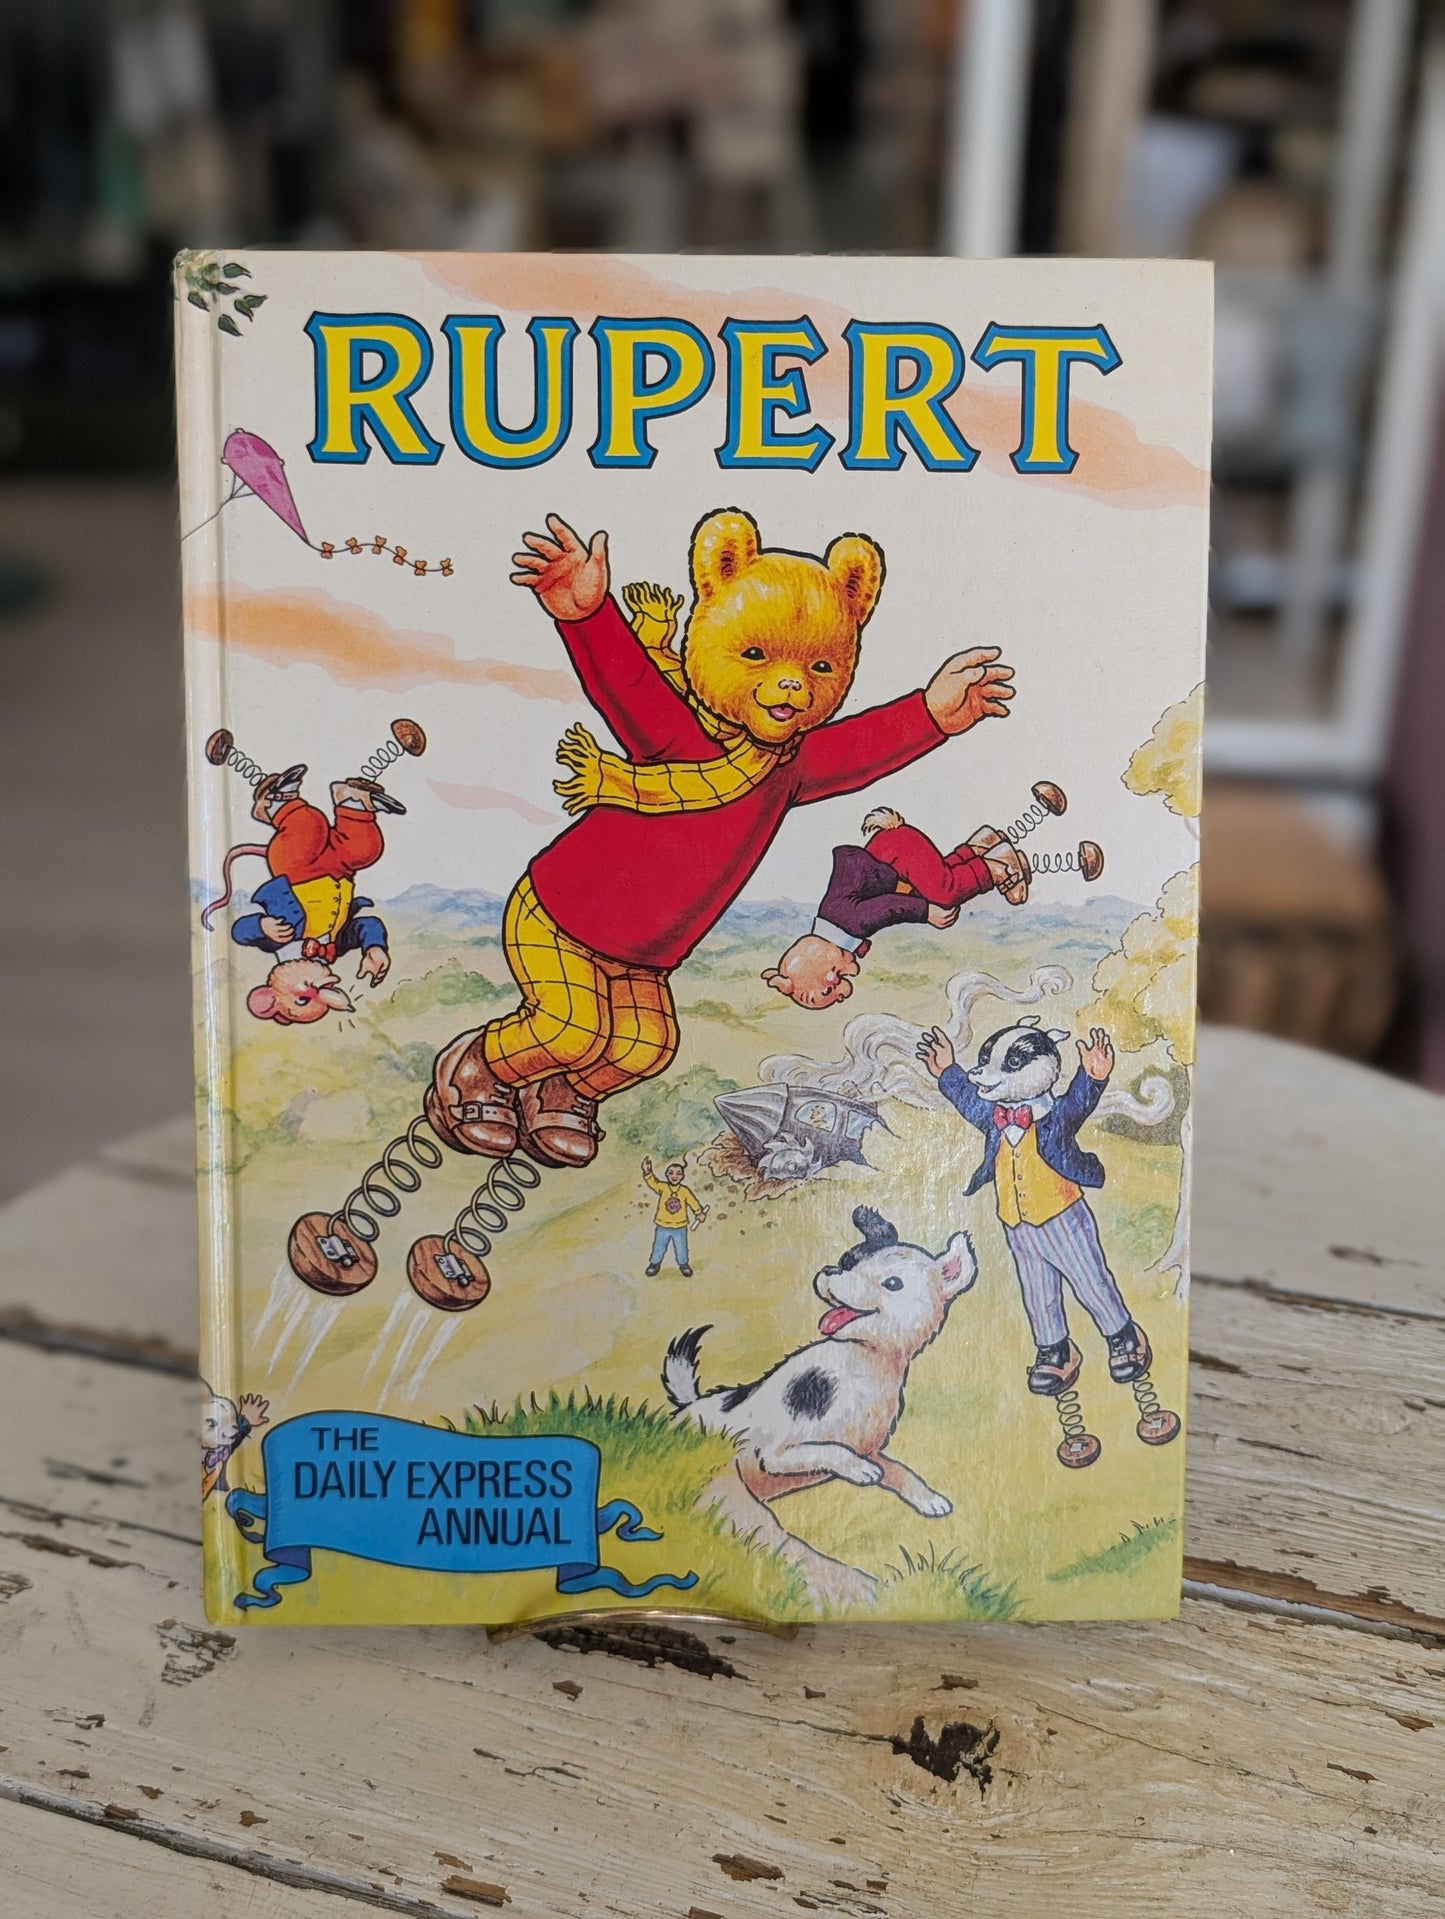 RUPERT
THE
DAILY EXPRESS
ANNUAL